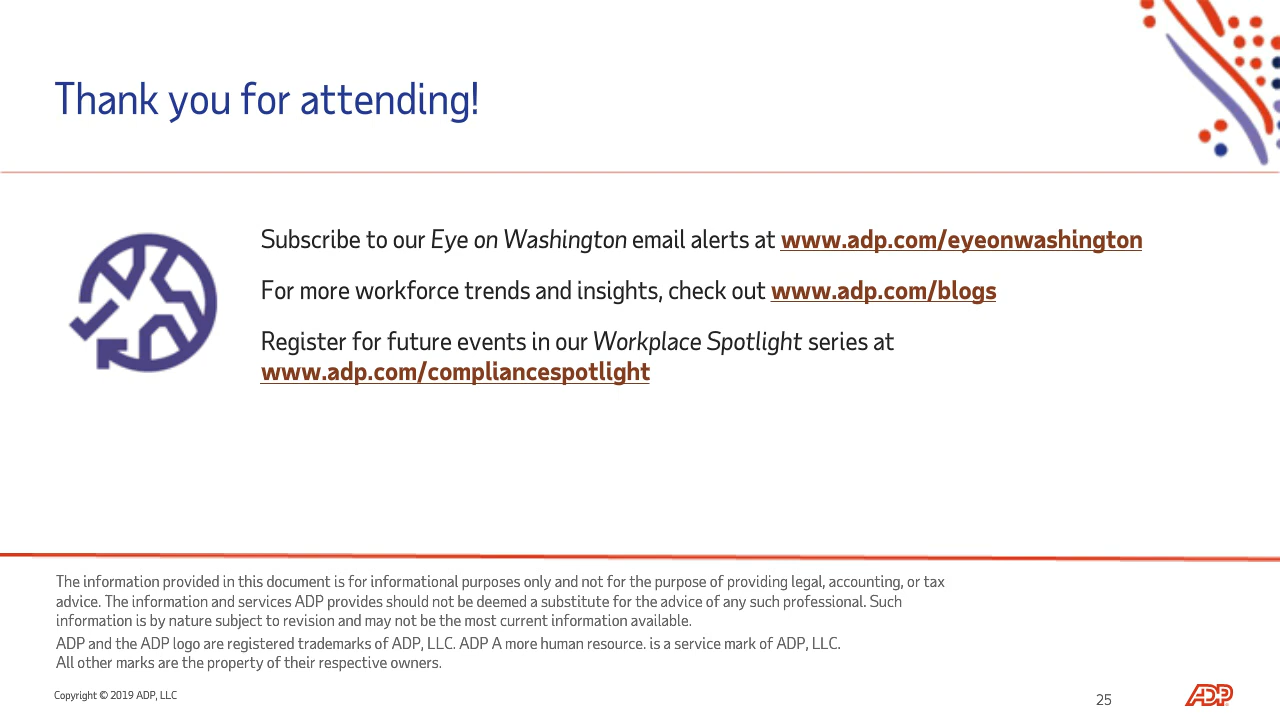 Thank you for attending!
Subscribe to our Eye on Washington email alerts at www.adp.com/eyeonwashington
For more workforce trends and insights, check out www.adp.com/blogs
Register for future events in our Workplace Spotlight series at
www.adp.com/compliancespotlight
The information provided in this document is for informational purposes only and not for the purpose of providing legal, accounting, or tax
advice. The information and services ADP provides should not be deemed a substitute for the advice of any such professional. Such
information is by nature subject to revision and may not be the most current information available.
ADP and the ADP logo are registered trademarks of ADP, LLC. ADP A more human resource. is a service mark of ADP, LLC.
All other marks are the property of their respective owners.
Copyright © 2019 ADP, LLC
25
ADP